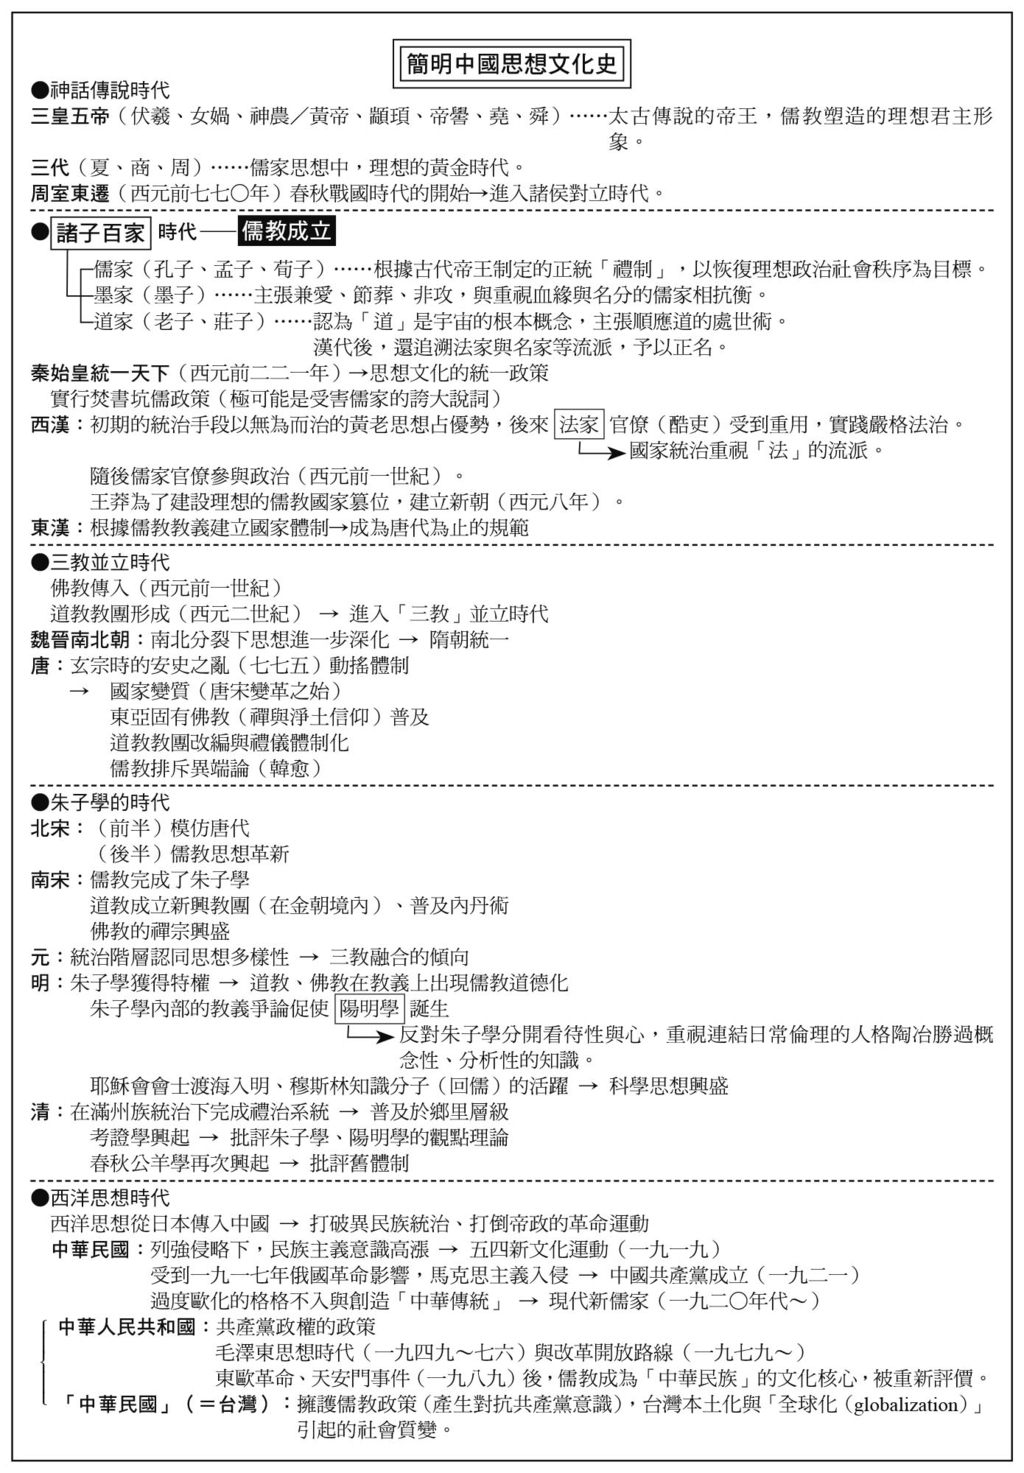 簡明中國思想文化史
●神話傳說時代
三皇五帝（伏羲、女媧、神農／黃帝、顓頊、帝嚳、堯、舜）……太古傳說的帝王，儒教塑造的理想君主形
象。
三代（夏、商、周）……儒家思想中，理想的黃金時代。
周室東遷（西元前七七〇年）春秋戰國時代的開始→進入諸侯對立時代。
●諸子百家 時代——儒教成立
儒家（孔子、孟子、荀子）……根據古代帝王制定的正統「禮制」，以恢復理想政治社會秩序為目標。
墨家（墨子）……主張兼愛、節葬、非攻，與重視血緣與名分的儒家相抗衡。
道家（老子、莊子）……認為「道」是宇宙的根本概念，主張順應道的處世術。
漢代後，還追溯法家與名家等流派，予以正名。
秦始皇統一天下（西元前二二一年）→思想文化的統一政策
實行焚書坑儒政策（極可能是受害儒家的誇大說詞）
西漢：初期的統治手段以無為而治的黃老思想占優勢，後來 法家 官僚（酷吏）受到重用，實踐嚴格法治。
國家統治重視「法」的流派。
隨後儒家官僚參與政治（西元前一世紀）。
王莽為了建設理想的儒教國家篡位，建立新朝（西元八年）。
東漢：根據儒教教義建立國家體制→成為唐代為止的規範
●三教並立時代
佛教傳入（西元前一世紀）
道教教團形成（西元二世紀） → 進入「三教」並立時代
魏晉南北朝：南北分裂下思想進一步深化 → 隋朝統一
唐：玄宗時的安史之亂（七七五）動搖體制
→ 國家變質（唐宋變革之始）
東亞固有佛教（禪與淨土信仰）普及
道教教團改編與禮儀體制化
儒教排斥異端論（韓愈）
●朱子學的時代
北宋：（前半）模仿唐代
（後半）儒教思想革新
南宋：儒教完成了朱子學
道教成立新興教團（在金朝境內）、普及內丹術
佛教的禪宗興盛
元：統治階層認同思想多樣性 → 三教融合的傾向
明：朱子學獲得特權 → 道教、佛教在教義上出現儒教道德化
朱子學內部的教義爭論促使 陽明學 誕生
反對朱子學分開看待性與心，重視連結日常倫理的人格陶冶勝過概
念性、分析性的知識。
耶穌會會士渡海入明、穆斯林知識分子（回儒）的活躍 → 科學思想興盛
清：在滿州族統治下完成禮治系統 → 普及於鄉里層級
考證學興起 → 批評朱子學、陽明學的觀點理論
春秋公羊學再次興起 → 批評舊體制
●西洋思想時代
西洋思想從日本傳入中國 → 打破異民族統治、打倒帝政的革命運動
中華民國：列強侵略下，民族主義意識高漲 → 五四新文化運動（一九一九）
受到一九一七年俄國革命影響，馬克思主義入侵 → 中國共產黨成立（一九二一）
過度歐化的格格不入與創造「中華傳統」 → 現代新儒家（一九二〇年代～）
中華人民共和國：共產黨政權的政策
毛澤東思想時代（一九四九～七六）與改革開放路線（一九七九～）
東歐革命、天安門事件（一九八九）後，儒教成為「中華民族」的文化核心，被重新評價。
「中華民國」（＝台灣）：擁護儒教政策（產生對抗共產黨意識），台灣本土化與「全球化（globalization）」
引起的社會質變。